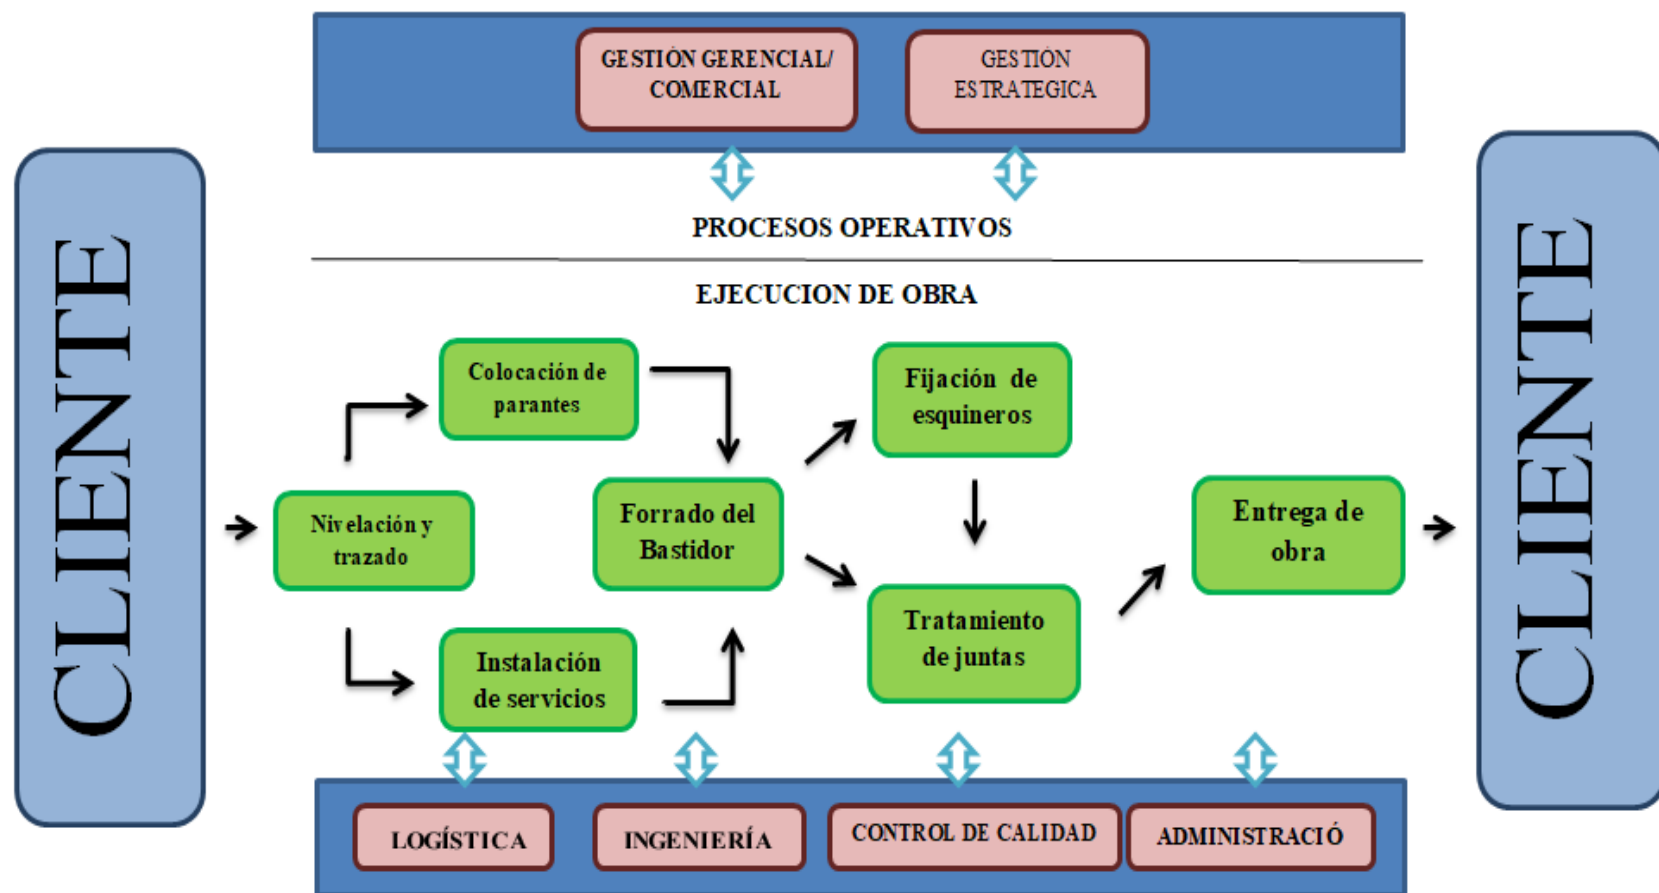 GESTIÓN GERENCIAL/
COMERCIAL
GESTIÓN
ESTRATEGICA
PROCESOS OPERATIVOS
EJECUCION DE OBRA
CLIENTE
Nivelación y
trazado
Colocación de
parantes
Instalación
de servicios
Forrado del
Bastidor
Fijación de
esquineros
Tratamiento
de juntas
Entrega de
obra
CLIENTE
LOGÍSTICA
INGENIERÍA
CONTROL DE CALIDAD
ADMINISTRACIÓ